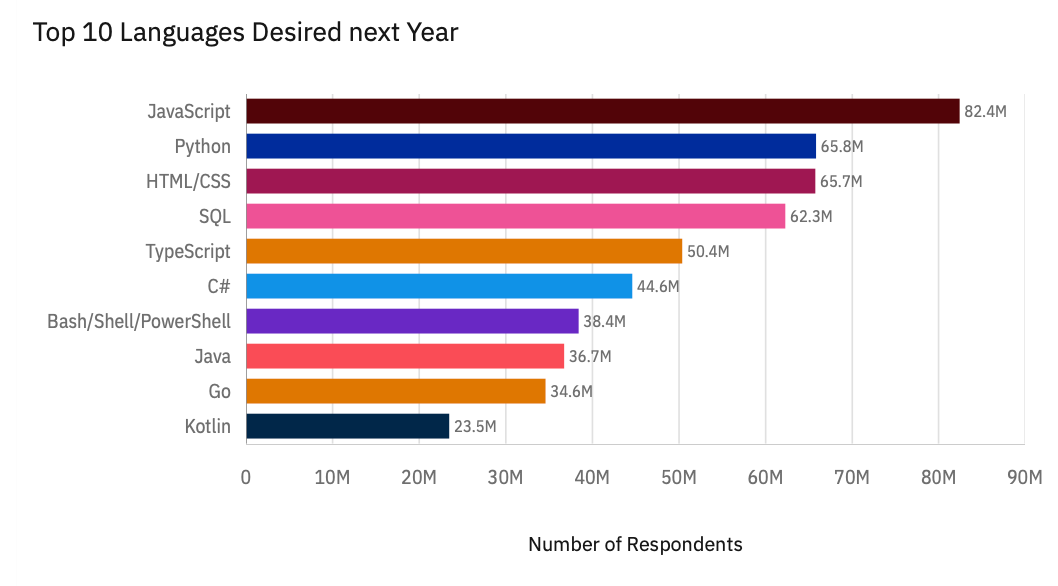 Top 10 Languages Desired next Year
JavaScript 82.4M
Python 65.8M
HTML/CSS 65.7M
SQL 62.3M
TypeScript 50.4M
C# 44.6M
Bash/Shell/PowerShell 38.4M
Java 36.7M
Go 34.6M
Kotlin 23.5M
0 10M 20M 30M 40M 50M 60M 70M 80M 90M
Number of Respondents